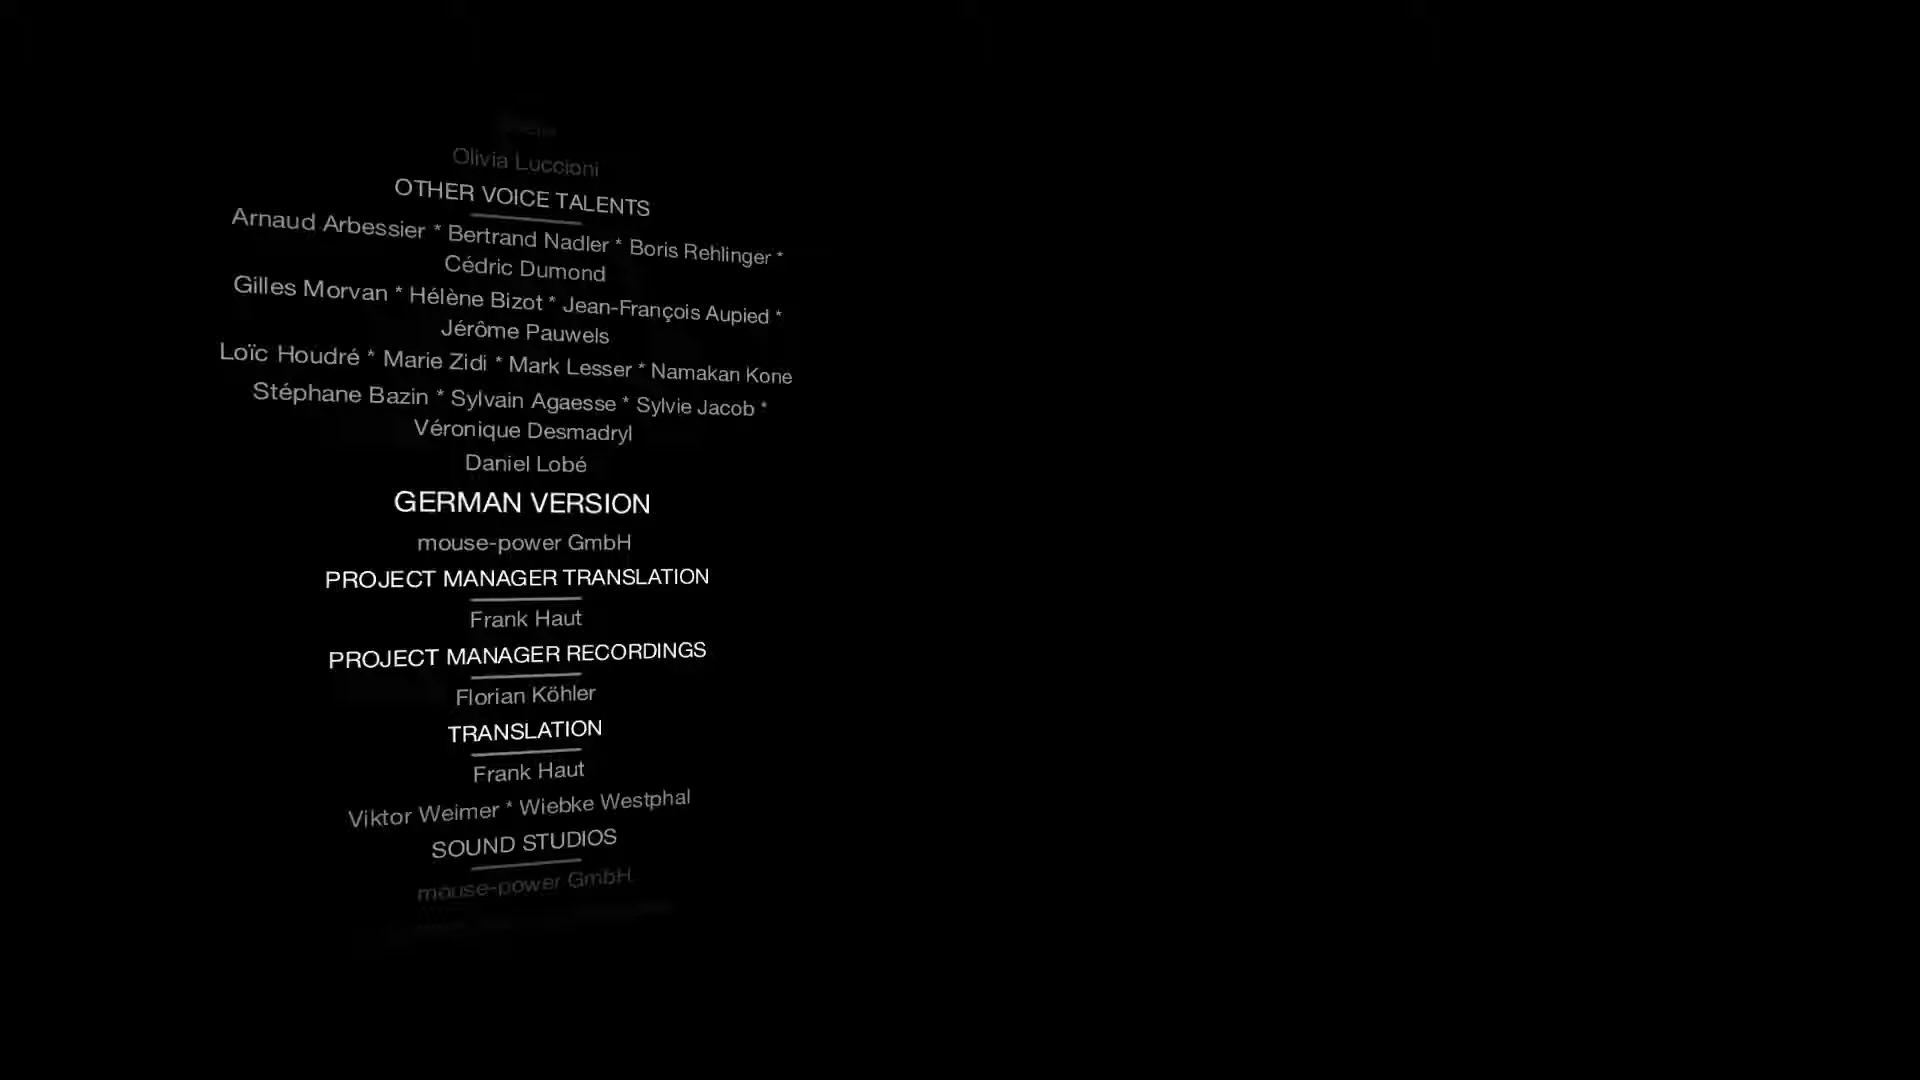 Olivia Luccioni
OTHER VOICE TALENTS
Arnaud Arbessier * Bertrand Nadler * Boris Rehlinger *
Cédric Dumond
Gilles Morvan * Hélène Bizot * Jean-François Aupied *
Jérôme Pauwels
Loïc Houdré * Marie Zidi * Mark Lesser * Namakan Kone
Stéphane Bazin * Sylvain Agaesse * Sylvie Jacob *
Véronique Desmadryl
Daniel Lobé
GERMAN VERSION
mouse-power GmbH
PROJECT MANAGER TRANSLATION
Frank Haut
PROJECT MANAGER RECORDINGS
Florian Köhler
TRANSLATION
Frank Haut
Viktor Weimer * Wiebke Westphal
SOUND STUDIOS
mouse-power GmbH